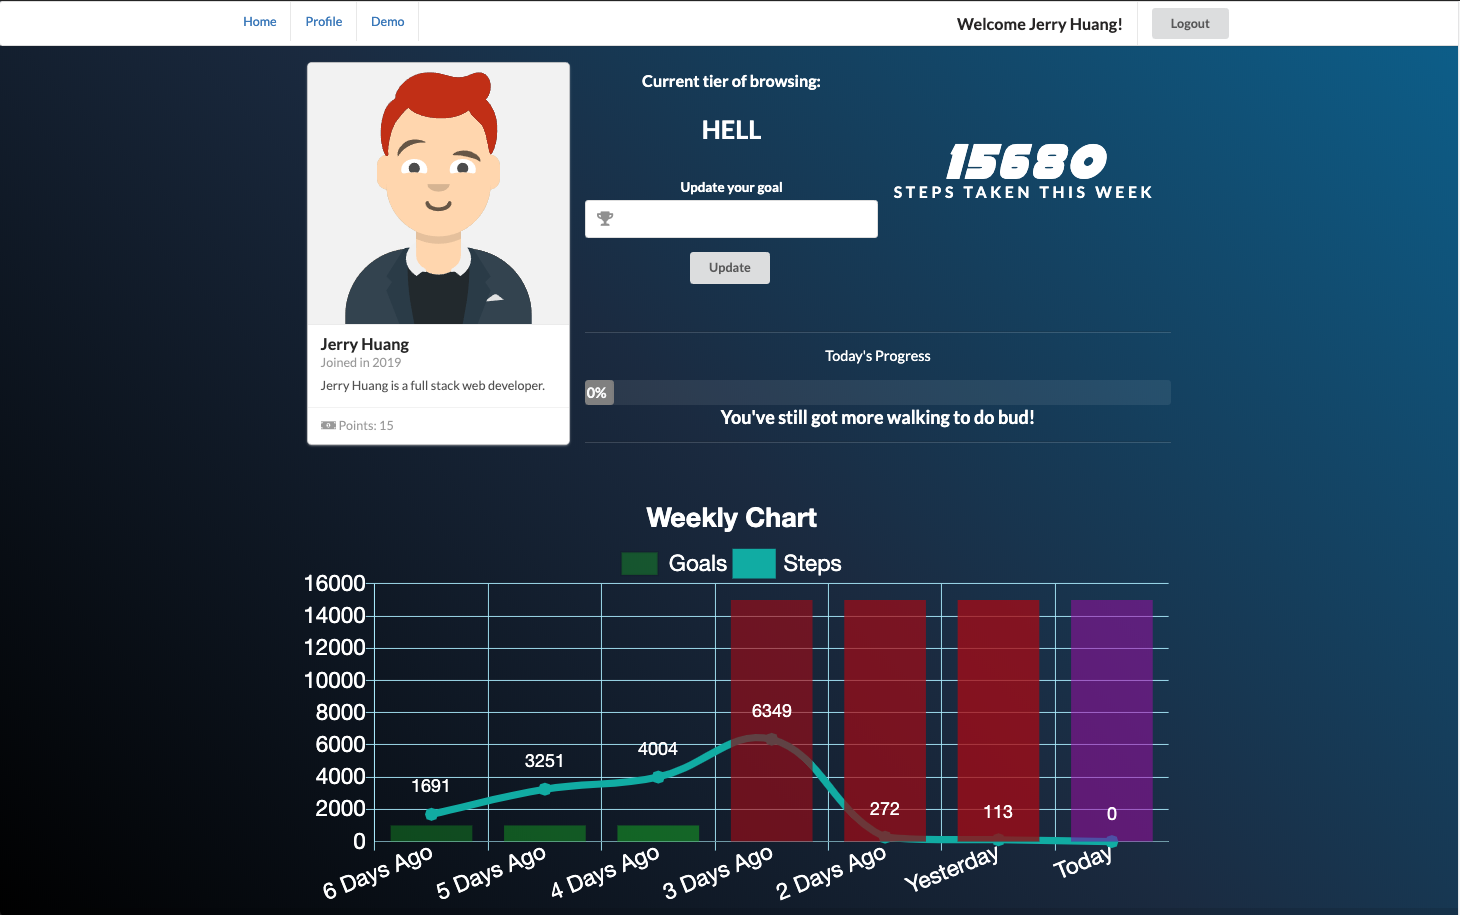 Home Profile Demo Welcome Jerry Huang! Logout
Current tier of browsing:
HELL
Update your goal
Update
15680
STEPS TAKEN THIS WEEK
Jerry Huang
Joined in 2019
Jerry Huang is a full stack web developer.
Points: 15
Today's Progress
0%
You've still got more walking to do bud!
Weekly Chart
Goals Steps
16000
14000
12000
10000
8000
6000
4000
2000
0
1691
3251
4004
6349
272
113
0
6 Days Ago
5 Days Ago
4 Days Ago
3 Days Ago
2 Days Ago
Yesterday
Today